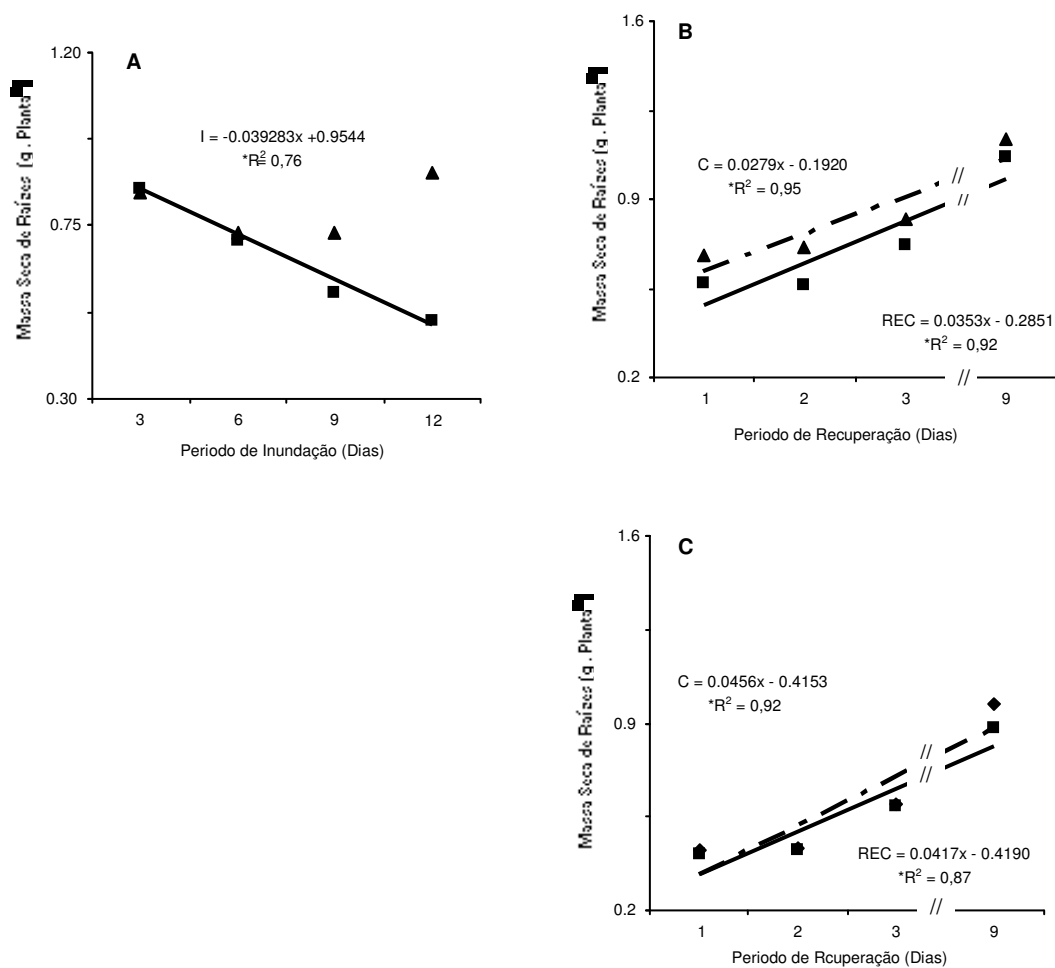 1.20
A
I = -0.039283x +0.9544
*R² = 0,76
0.75
0.30
3 6 9 12
Massa Seca de Raízes (g . Planta
Periodo de Inundação (Dias)
1.6
B
C = 0.0279x - 0.1920
*R² = 0,95
//
//
0.9
REC = 0.0353x - 0.2851
*R² = 0,92
0.2
//
1 2 3 9
Massa Seca de Raízes (g . Planta
Periodo de Recuperação (Dias)
1.6
C
C = 0.0456x - 0.4153
*R² = 0,92
0.9
//
//
REC = 0.0417x - 0.4190
*R² = 0,87
0.2
//
1 2 3 9
Massa Seca de Raízes (g . Planta
Periodo de Rcuperação (Dias)